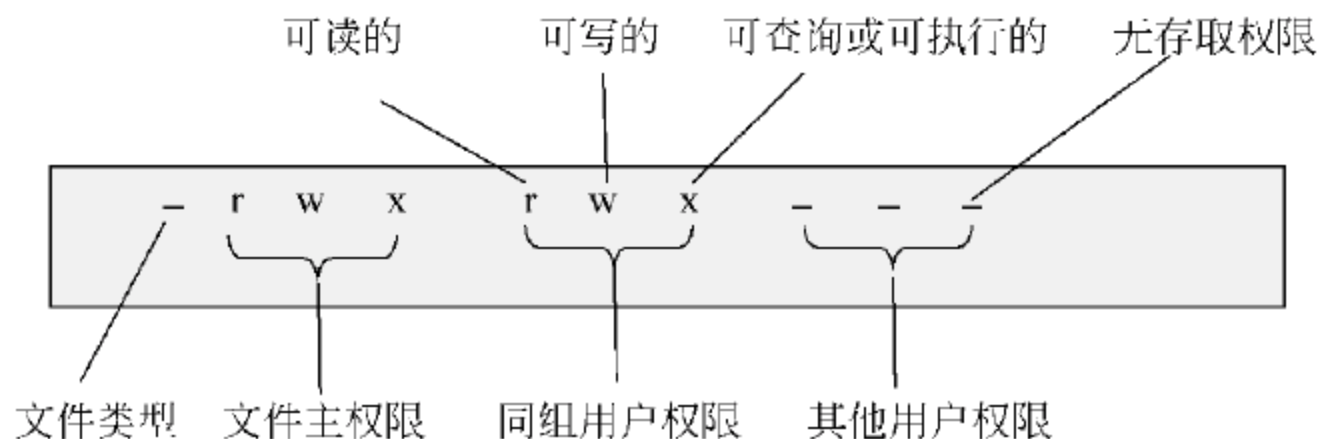 可读的 可写的 可查询或可执行的 无存取权限
– r w x r w x – – –
文件类型 文件主权限 同组用户权限 其他用户权限